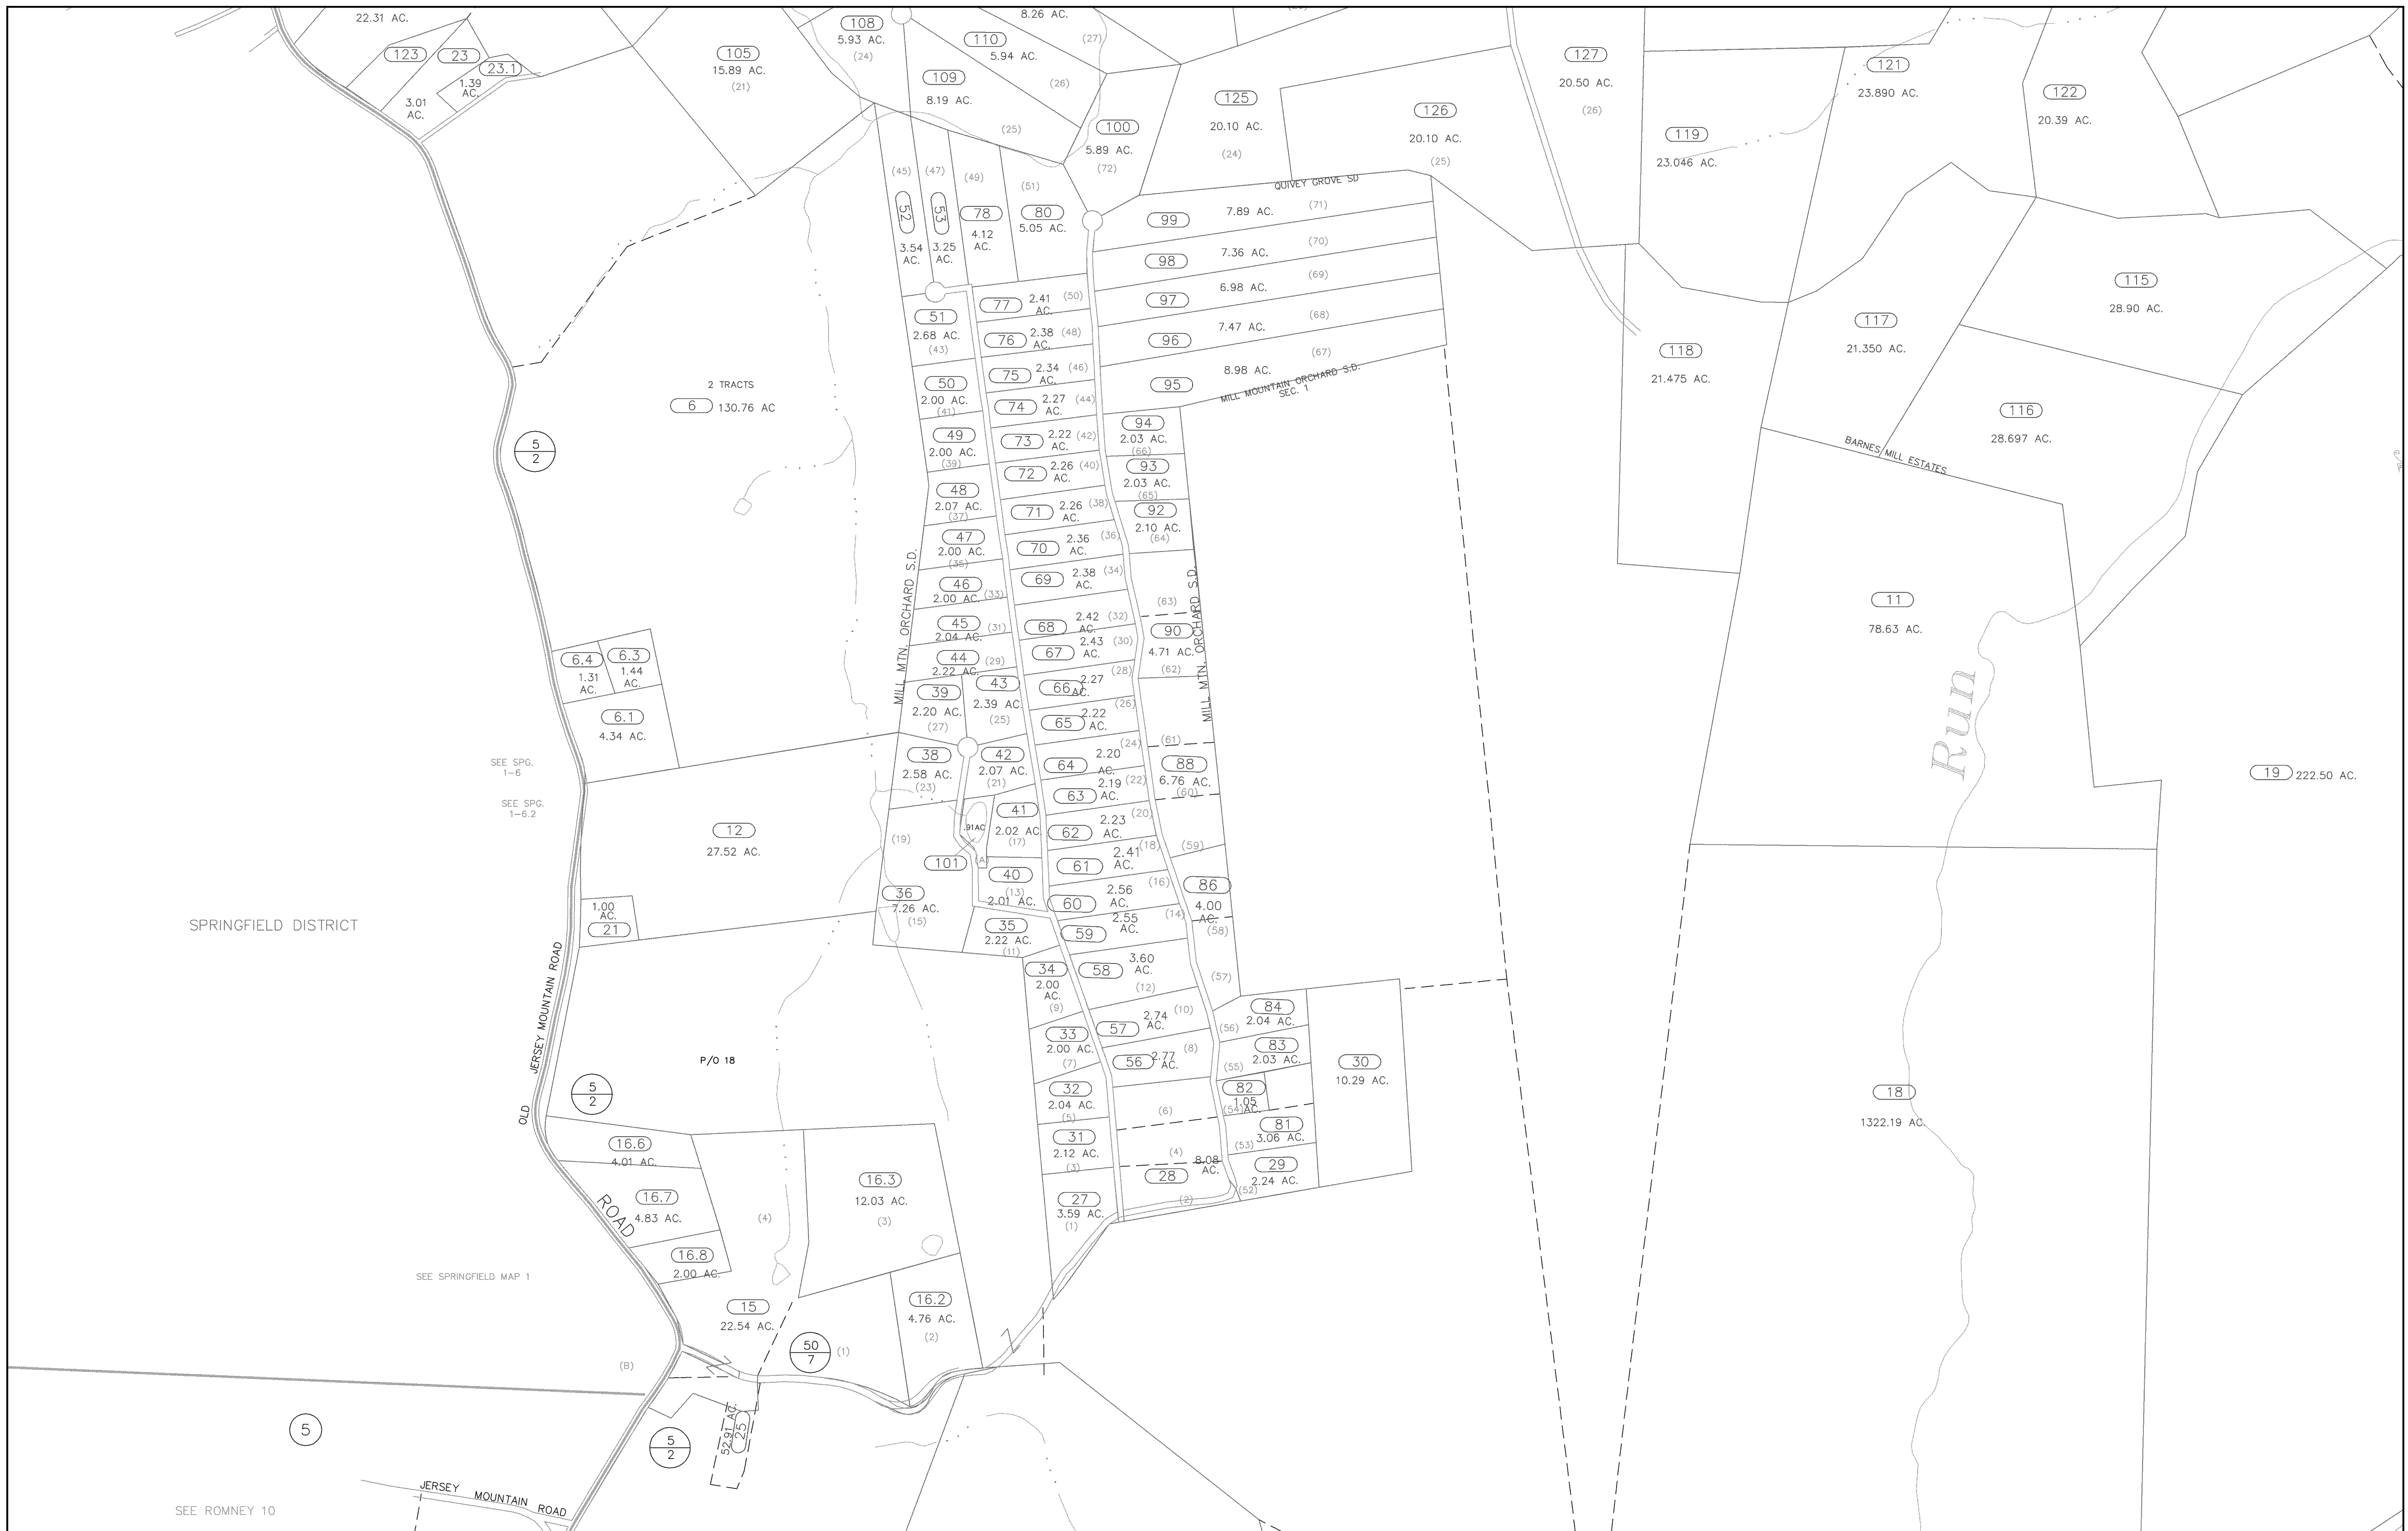 22.31 AC.
123
23
23.1
1.39
AC.
3.01
AC.
105
15.89 AC.
(21)
108
5.93 AC.
(24)
8.26 AC.
(27)
110
5.94 AC.
(26)
109
8.19 AC.
(25)
100
5.89 AC.
(72)
125
20.10 AC.
(24)
126
20.10 AC.
(25)
127
20.50 AC.
(26)
121
23.890 AC.
119
23.046 AC.
122
20.39 AC.
(45)
52
3.54
AC.
(47)
53
3.25
AC.
(49)
78
4.12
AC.
(51)
80
5.05 AC.
QUIVEY GROVE SD
99
7.89 AC.
(71)
98
7.36 AC.
(70)
97
6.98 AC.
(69)
96
7.47 AC.
(68)
95
8.98 AC.
(67)
MILL MOUNTAIN ORCHARD S.D.
SEC. 1
115
28.90 AC.
117
21.350 AC.
118
21.475 AC.
116
28.697 AC.
BARNES MILL ESTATES
2 TRACTS
6 130.76 AC
5
2
51
2.68 AC.
(43)
50
2.00 AC.
(41)
49
2.00 AC.
(39)
48
2.07 AC.
(37)
47
2.00 AC.
(35)
46
2.00 AC. (33)
45
2.04 AC.
(31)
44
2.22 AC.
(29)
39
2.20 AC.
(27)
43
2.39 AC.
(25)
77 2.41 (50)
AC.
76 2.38 (48)
AC.
75 2.34 (46)
AC.
74 2.27 (44)
AC.
73 2.22 (42)
AC.
72 2.26 (40)
AC.
71 2.26 (38)
AC.
70 2.36 (36)
AC.
69 2.38 (34)
AC.
68 2.42 (32)
AC.
67 2.43 (30)
AC.
66 2.27 (28)
AC.
65 2.22 (26)
AC.
64 2.20 (24)
AC.
63 2.19 (22)
AC.
62 2.23 (20)
AC.
61 2.41 (18)
AC.
60 2.56 (16)
AC.
59 2.55 (14)
AC.
58 3.60
AC.
(12)
57 2.74 (10)
AC.
56 2.77 (8)
AC.
94
2.03 AC.
(66)
93
2.03 AC.
(65)
92
2.10 AC.
(64)
(63)
90
4.71 AC.
(62)
(61)
88
6.76 AC.
(60)
(59)
86
4.00
AC.
(58)
(57)
MILL MTN. ORCHARD S.D.
MILL MTN. ORCHARD S.D.
11
78.63 AC.
Run
19 222.50 AC.
6.4
1.31
AC.
6.3
1.44
AC.
6.1
4.34 AC.
SEE SPG.
1-6
SEE SPG.
1-6.2
12
27.52 AC.
38
2.58 AC.
(23)
42
2.07 AC.
(21)
41
2.02 AC.
(17)
.91AC
(A)
101
(19)
36
7.26 AC.
(15)
40
(13)
2.01 AC.
35
2.22 AC.
(11)
1.00
AC.
21
SPRINGFIELD DISTRICT
OLD JERSEY MOUNTAIN ROAD
34
2.00
AC.
(9)
33
2.00 AC.
(7)
32
2.04 AC.
(5)
31
2.12 AC.
(3)
27
3.59 AC.
(1)
(6)
(4)
8.08
AC.
28
(2)
84
2.04 AC.
(56)
83
2.03 AC.
(55)
82
1.05
AC.
(54)
81
3.06 AC.
(53)
29
2.24 AC.
(52)
30
10.29 AC.
18
1322.19 AC.
P/O 18
5
2
16.6
4.01 AC.
16.7
4.83 AC.
ROAD
16.8
2.00 AC.
(4)
16.3
12.03 AC.
(3)
16.2
4.76 AC.
(2)
15
22.54 AC.
50
7
(1)
(B)
SEE SPRINGFIELD MAP 1
5
5
2
52.91 AC.
25
JERSEY MOUNTAIN ROAD
SEE ROMNEY 10